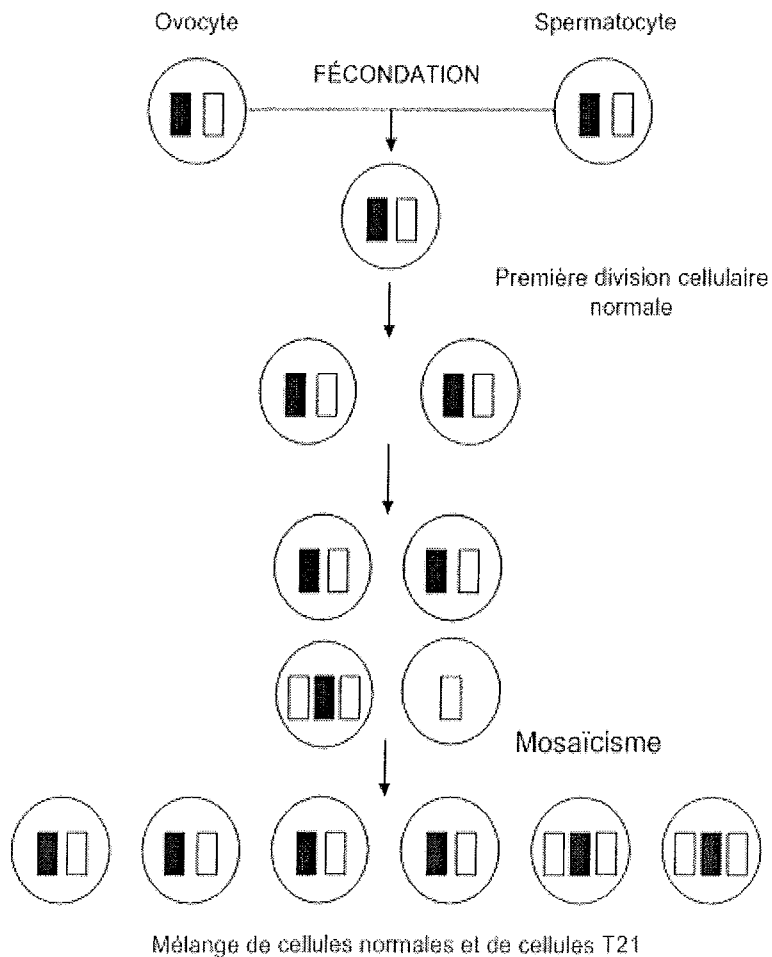 Ovocyte
Spermatocyte
FÉCONDATION
Première division cellulaire
normale
Mosaïcisme
Mélange de cellules normales et de cellules T21